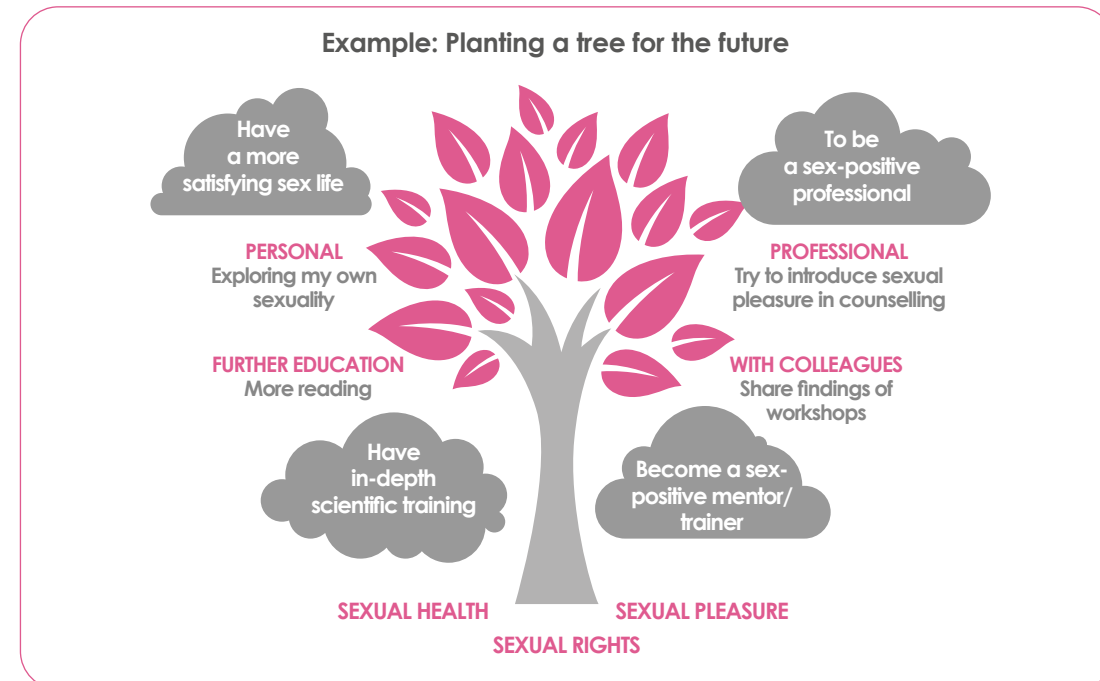 Example: Planting a tree for the future
Have
a more
satisfying sex life
To be
a sex-positive
professional
PERSONAL
Exploring my own
sexuality
PROFESSIONAL
Try to introduce sexual
pleasure in counselling
FURTHER EDUCATION
More reading
WITH COLLEAGUES
Share findings of
workshops
Have
in-depth
scientific training
Become a sex-
positive mentor/
trainer
SEXUAL HEALTH
SEXUAL PLEASURE
SEXUAL RIGHTS